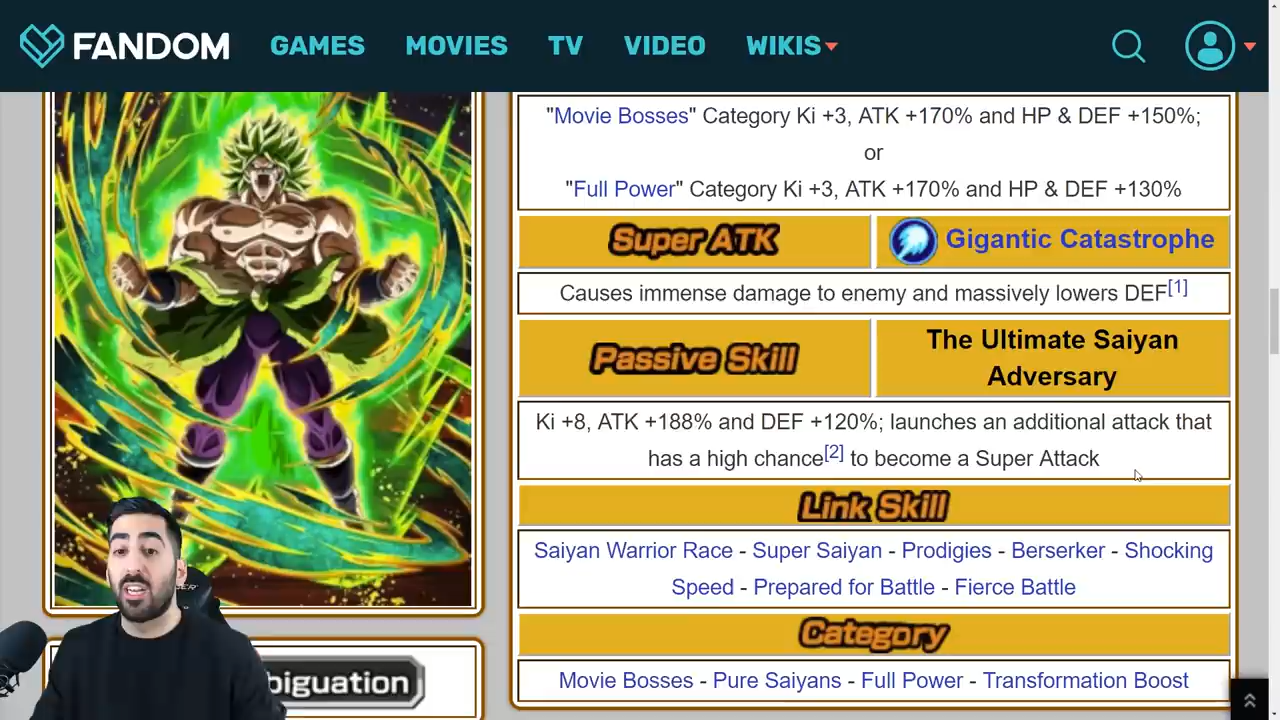 FANDOM GAMES MOVIES TV VIDEO WIKIS
"Movie Bosses" Category Ki +3, ATK +170% and HP & DEF +150%;
or
"Full Power" Category Ki +3, ATK +170% and HP & DEF +130%
Super ATK Gigantic Catastrophe
Causes immense damage to enemy and massively lowers DEF[1]
Passive Skill The Ultimate Saiyan
Adversary
Ki +8, ATK +188% and DEF +120%; launches an additional attack that
has a high chance[2] to become a Super Attack
Link Skill
Saiyan Warrior Race - Super Saiyan - Prodigies - Berserker - Shocking
Speed - Prepared for Battle - Fierce Battle
Category
Movie Bosses - Pure Saiyans - Full Power - Transformation Boost
biguation